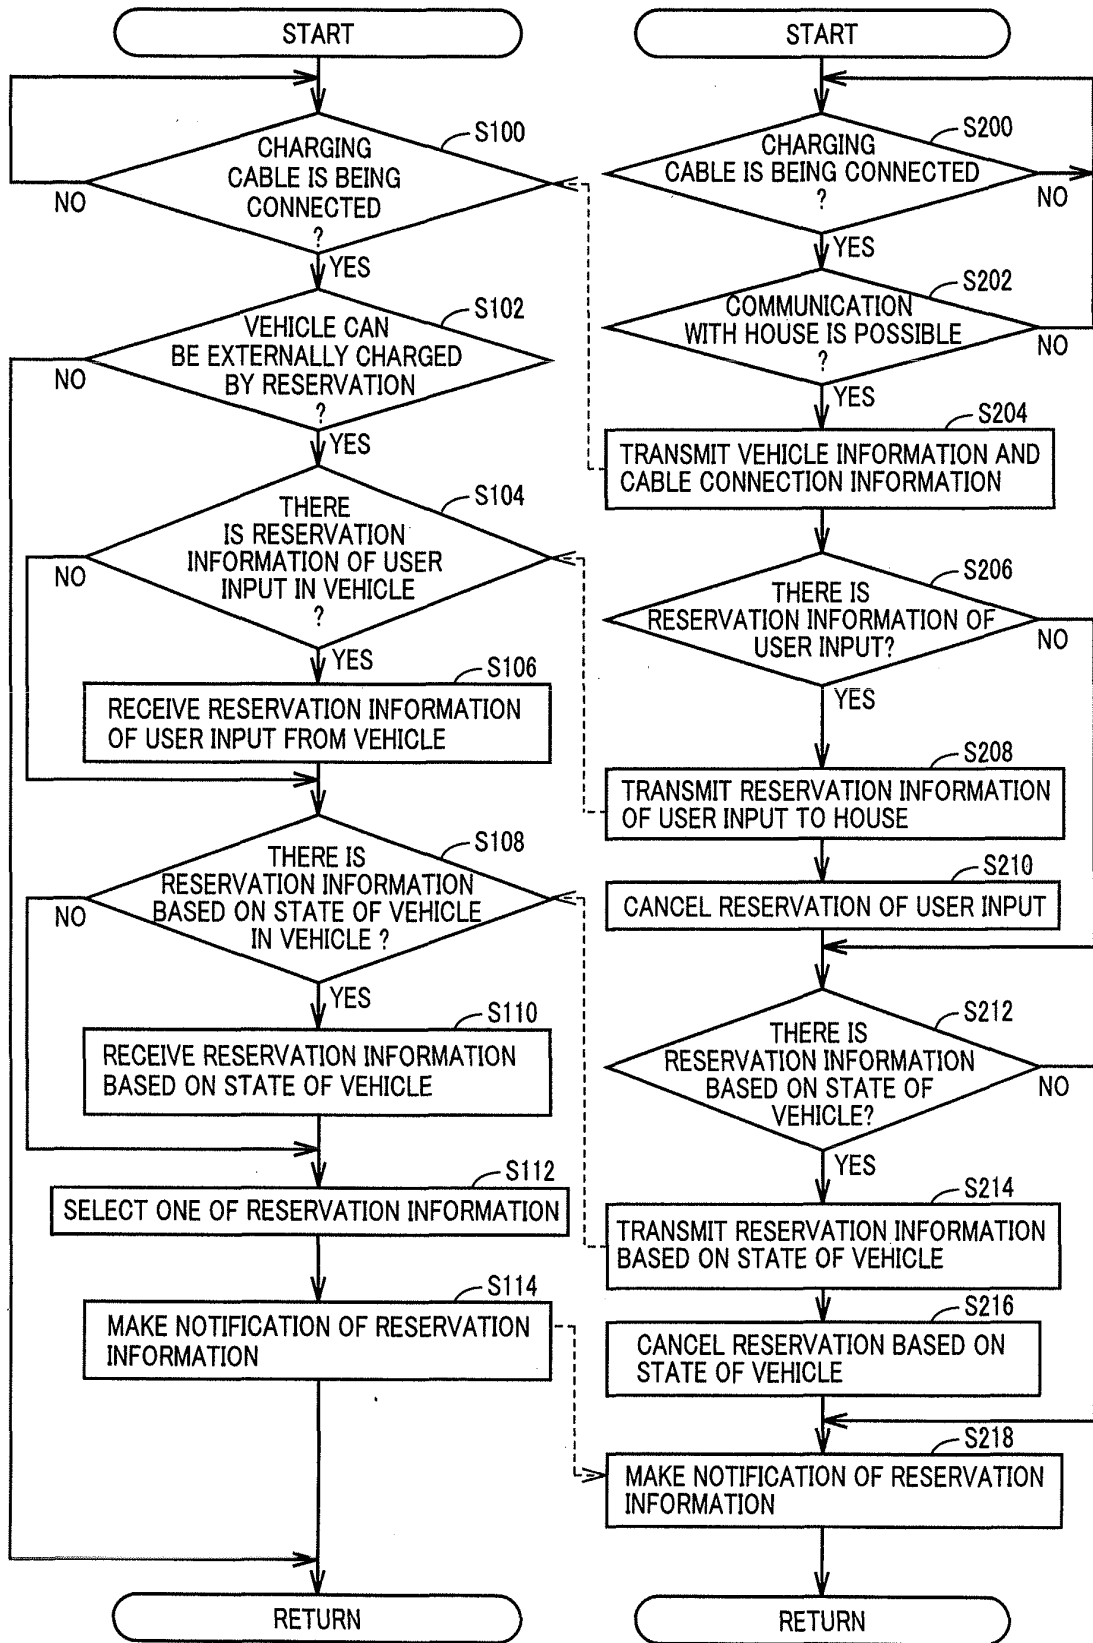 START
S100
CHARGING
CABLE IS BEING
CONNECTED
?
NO
YES
S102
VEHICLE CAN
BE EXTERNALLY CHARGED
BY RESERVATION
?
NO
YES
S104
THERE
IS RESERVATION
INFORMATION OF USER
INPUT IN VEHICLE
?
NO
YES
S106
RECEIVE RESERVATION INFORMATION
OF USER INPUT FROM VEHICLE
S108
THERE IS
RESERVATION INFORMATION
BASED ON STATE OF VEHICLE
IN VEHICLE ?
NO
YES
S110
RECEIVE RESERVATION INFORMATION
BASED ON STATE OF VEHICLE
S112
SELECT ONE OF RESERVATION INFORMATION
S114
MAKE NOTIFICATION OF RESERVATION
INFORMATION
RETURN
START
S200
CHARGING
CABLE IS BEING CONNECTED
?
NO
YES
S202
COMMUNICATION
WITH HOUSE IS POSSIBLE
?
NO
YES
S204
TRANSMIT VEHICLE INFORMATION AND
CABLE CONNECTION INFORMATION
S206
THERE IS
RESERVATION INFORMATION OF
USER INPUT?
NO
YES
S208
TRANSMIT RESERVATION INFORMATION
OF USER INPUT TO HOUSE
S210
CANCEL RESERVATION OF USER INPUT
S212
THERE IS
RESERVATION INFORMATION
BASED ON STATE OF
VEHICLE?
NO
YES
S214
TRANSMIT RESERVATION INFORMATION
BASED ON STATE OF VEHICLE
S216
CANCEL RESERVATION BASED ON
STATE OF VEHICLE
S218
MAKE NOTIFICATION OF RESERVATION
INFORMATION
RETURN